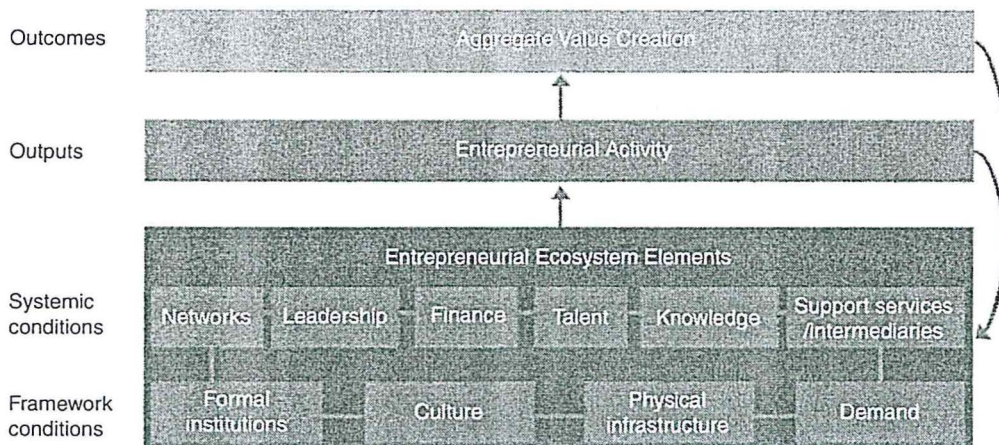 Outcomes
Aggregate Value Creation
Outputs
Entrepreneurial Activity
Entrepreneurial Ecosystem Elements
Systemic
conditions
Networks
Leadership
Finance
Talent
Knowledge
Support services
/Intermediaries
Framework
conditions
Formal
institutions
Culture
Physical
infrastructure
Demand